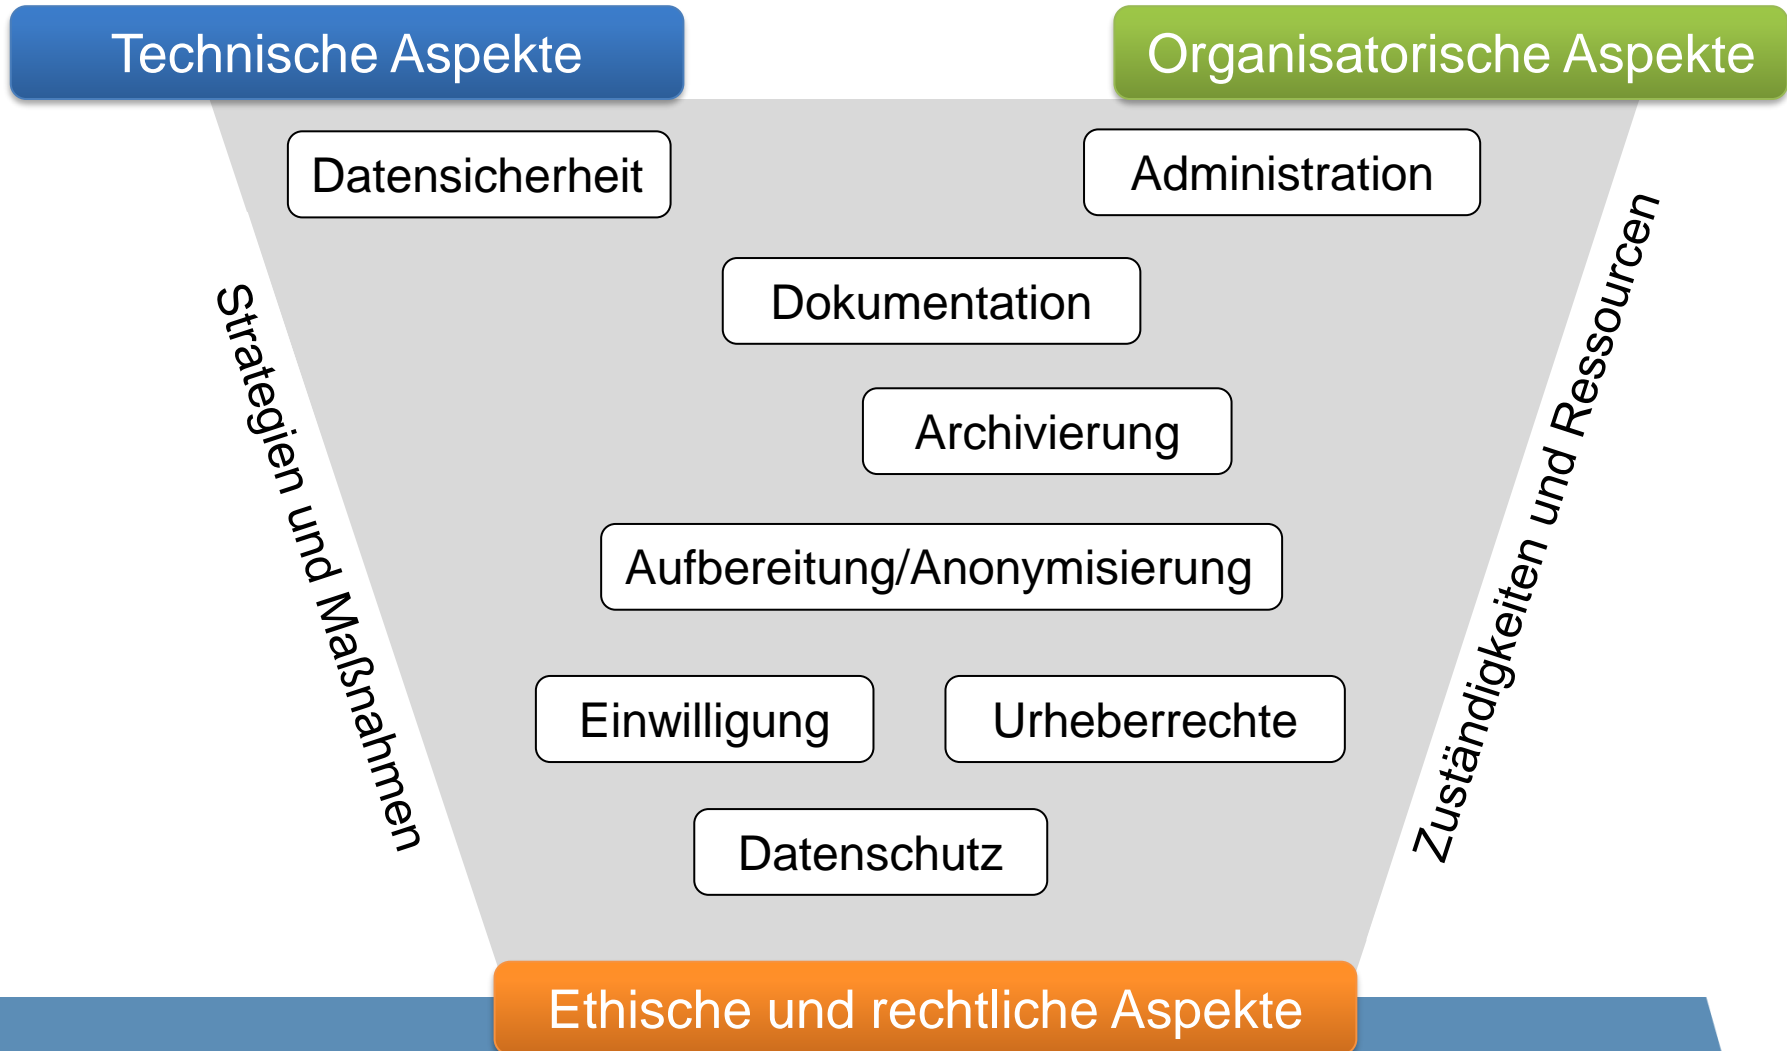 Technische Aspekte
Organisatorische Aspekte
Datensicherheit
Administration
Dokumentation
Archivierung
Aufbereitung/Anonymisierung
Einwilligung
Urheberrechte
Datenschutz
Strategien und Maßnahmen
Zuständigkeiten und Ressourcen
Ethische und rechtliche Aspekte